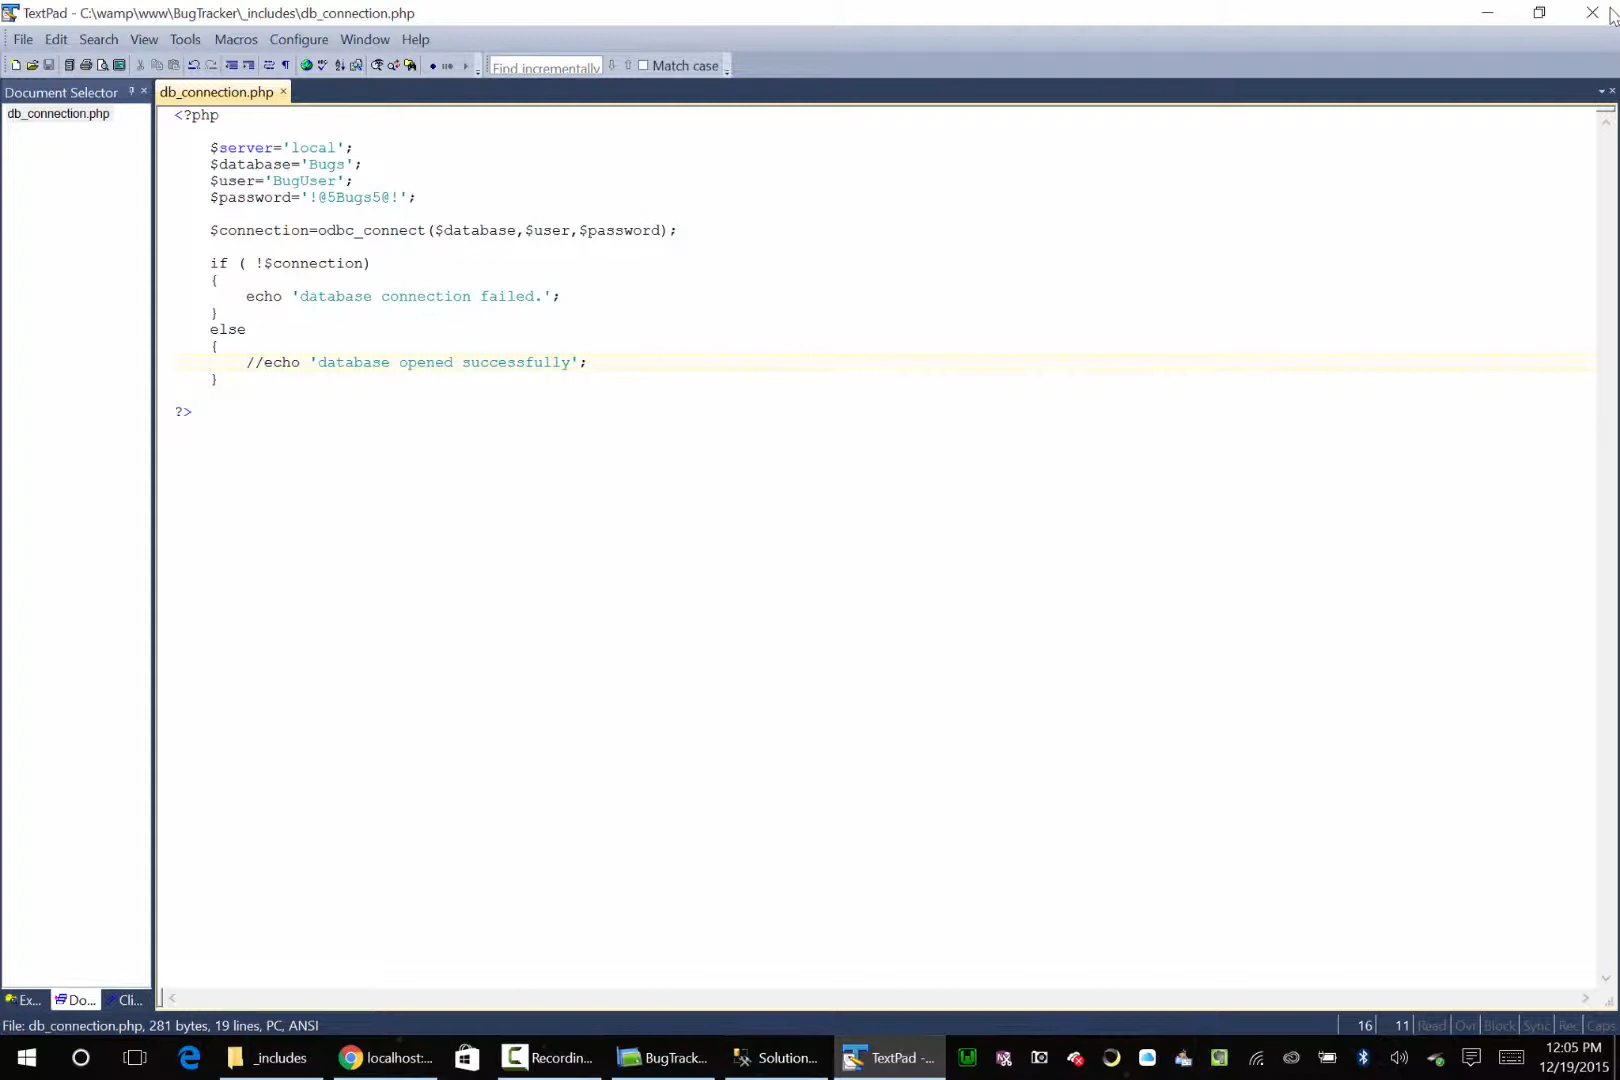 TextPad - C:\wamp\www\BugTracker\_includes\db_connection.php
File Edit Search View Tools Macros Configure Window Help
Find incrementally Match case
Document Selector
db_connection.php
db_connection.php
<?php
$server='local';
$database='Bugs';
$user='BugUser';
$password='!@5Bugs5@!';
$connection=odbc_connect($database,$user,$password);
if ( !$connection)
{
echo 'database connection failed.';
}
else
{
//echo 'database opened successfully';
}
?>
Ex... Do... Cli...
File: db_connection.php, 281 bytes, 19 lines, PC, ANSI
16 11 Read Ovr Block Sync Rec Caps
_includes localhost:... Recordin... BugTrack... Solution... TextPad -...
12:05 PM
12/19/2015